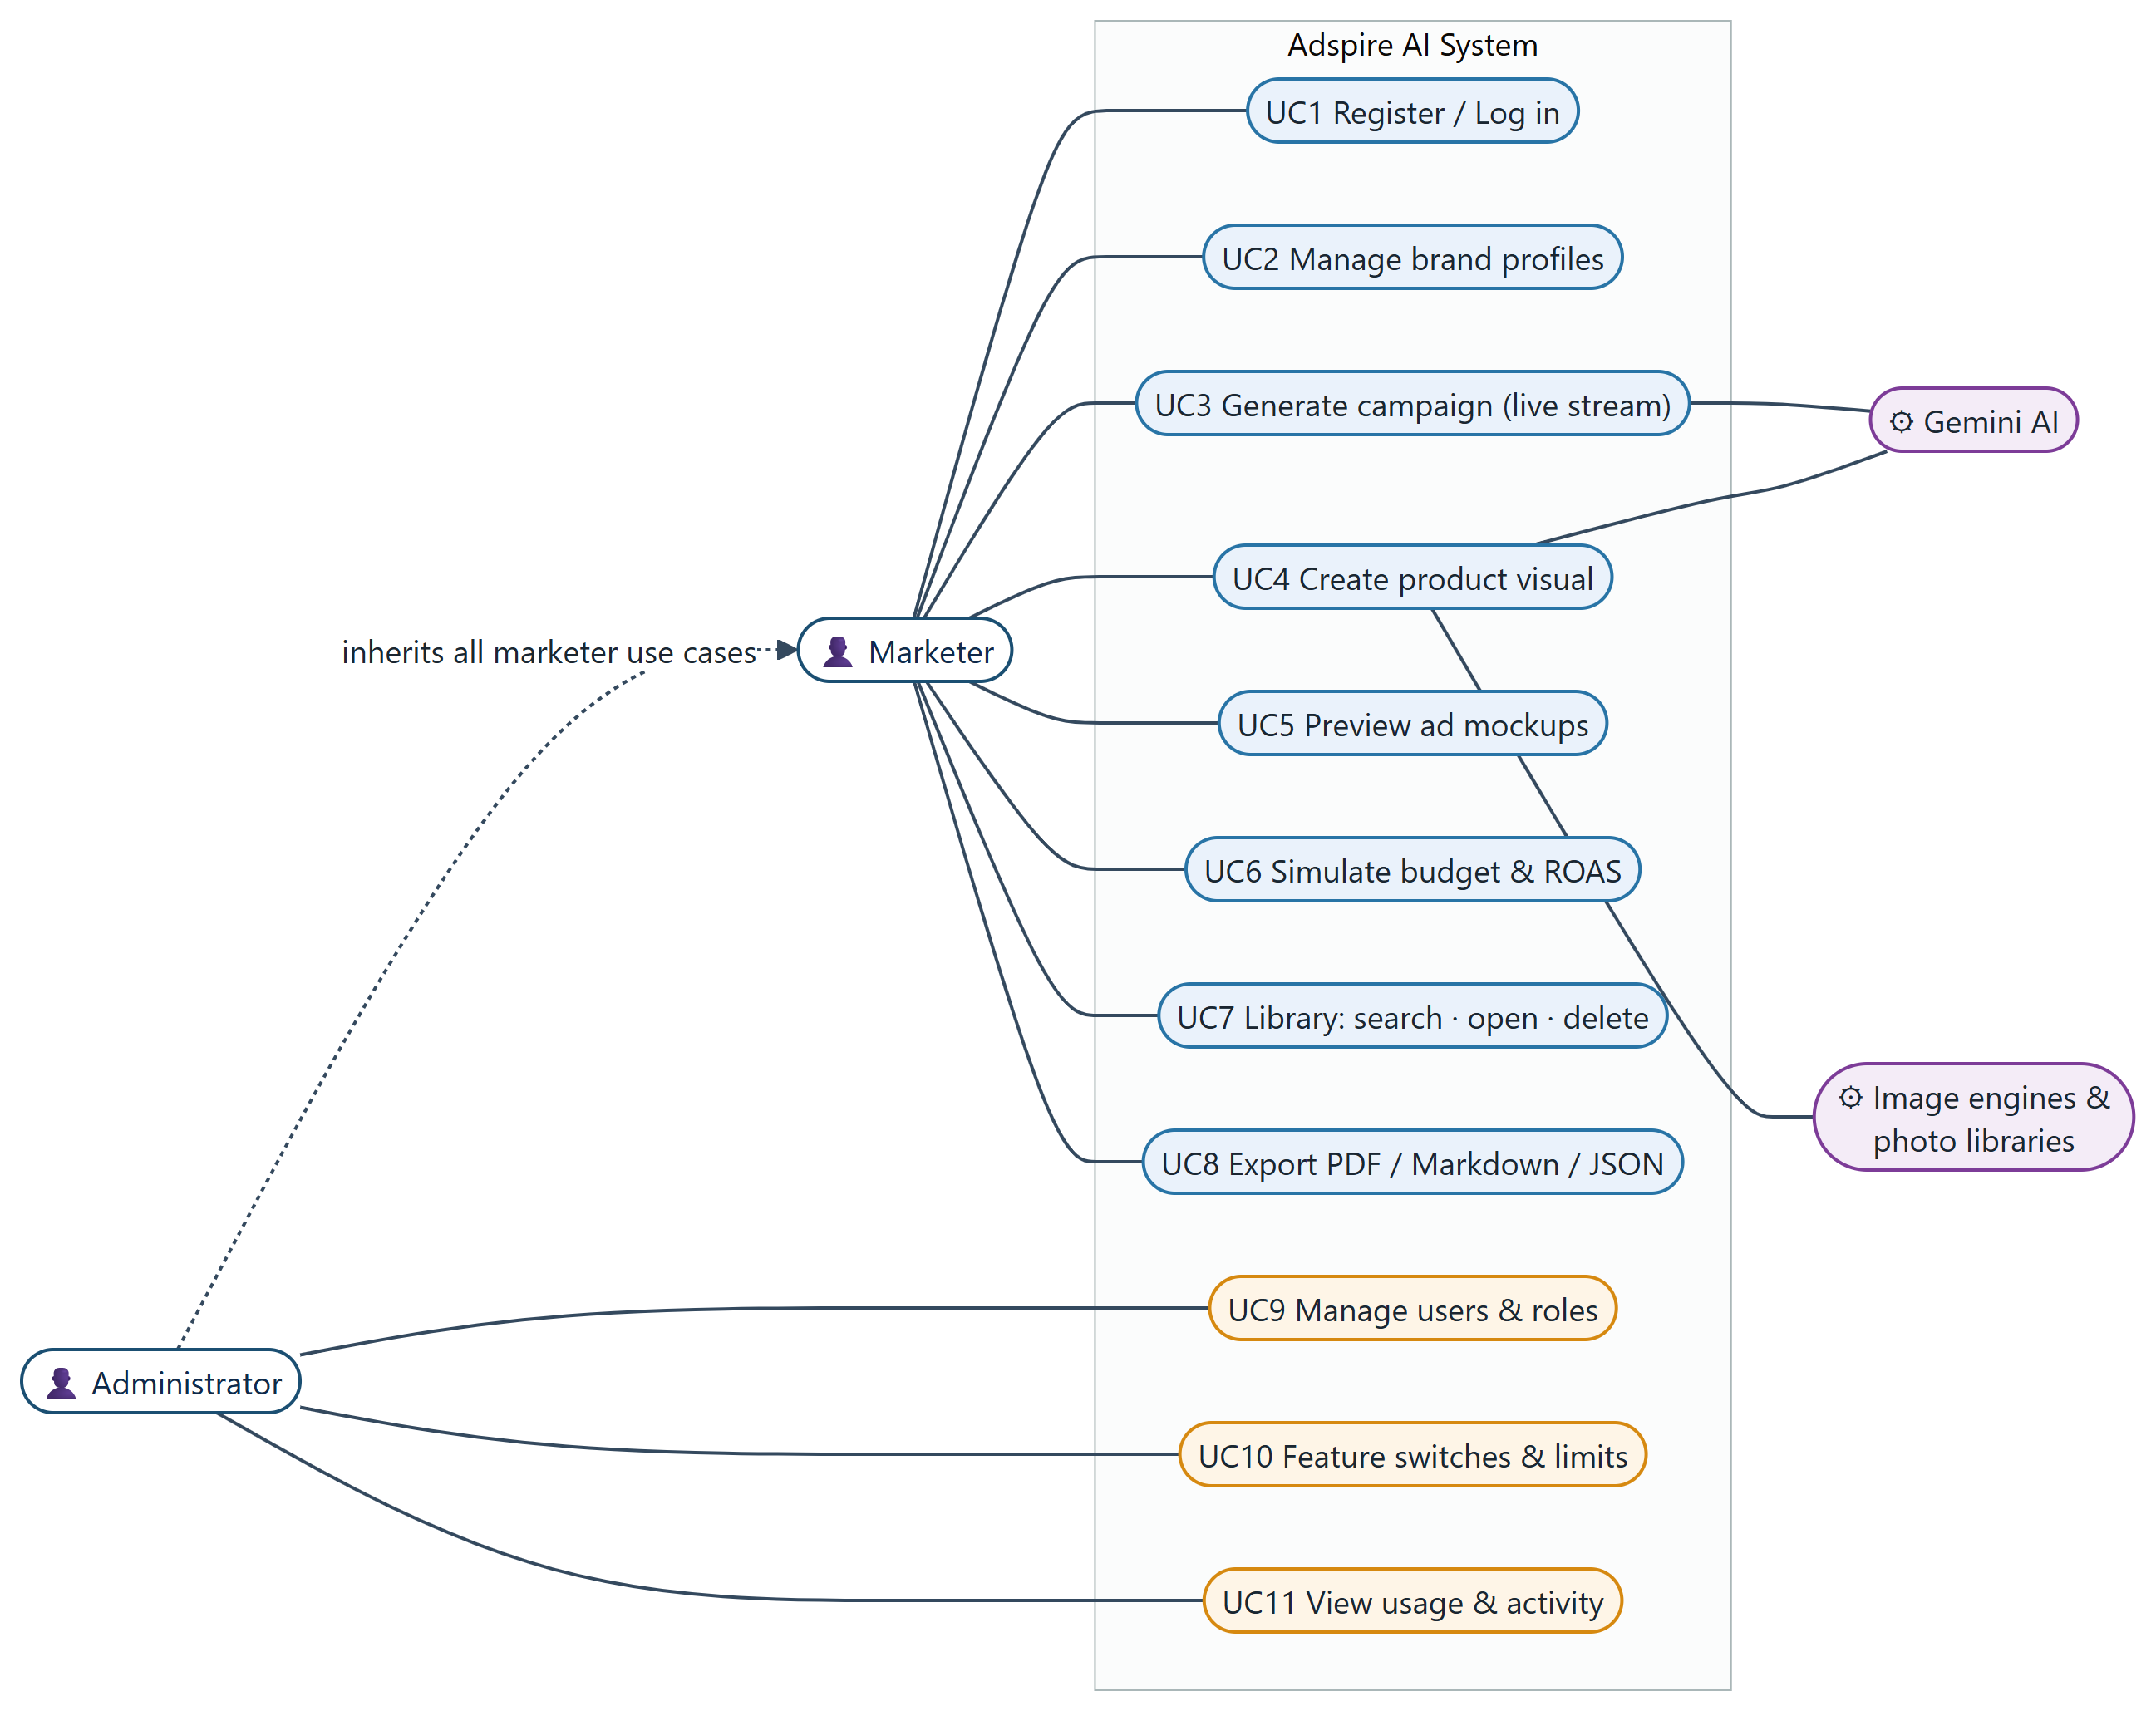 Adspire AI System
UC1 Register / Log in
UC2 Manage brand profiles
UC3 Generate campaign (live stream)
⚙ Gemini AI
UC4 Create product visual
inherits all marketer use cases
👤 Marketer
UC5 Preview ad mockups
UC6 Simulate budget & ROAS
UC7 Library: search · open · delete
⚙ Image engines &
photo libraries
UC8 Export PDF / Markdown / JSON
UC9 Manage users & roles
👤 Administrator
UC10 Feature switches & limits
UC11 View usage & activity